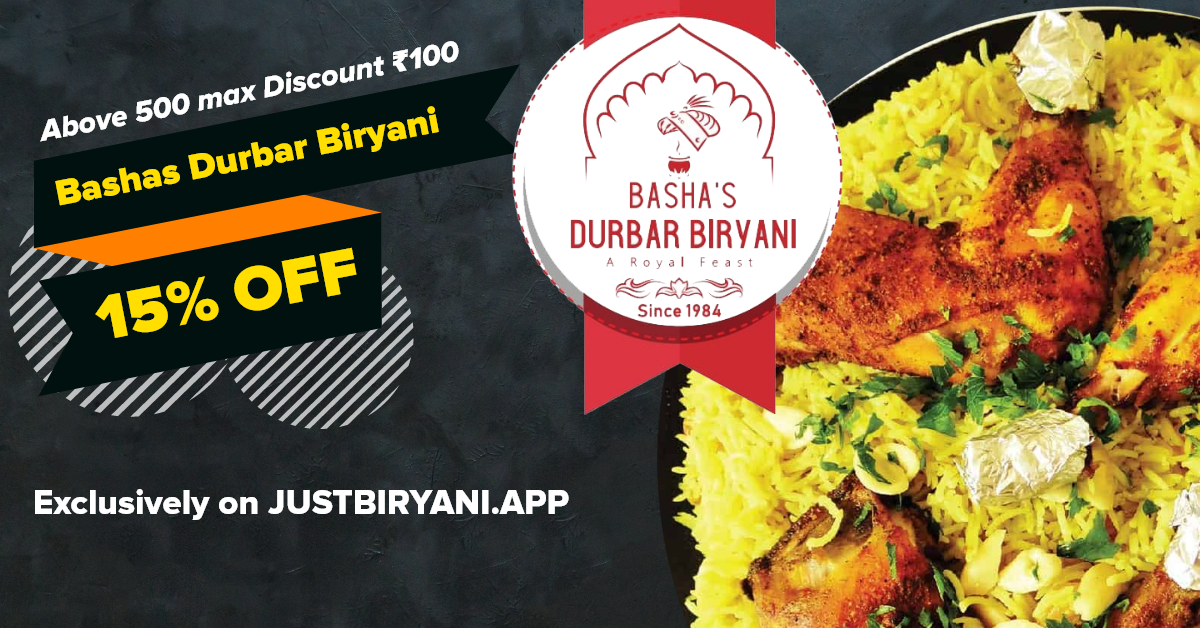 Above 500 max Discount ₹100
Bashas Durbar Biryani
15% OFF
BASHA'S
DURBAR BIRYANI
A Royal Feast
Since 1984
Exclusively on JUSTBIRYANI.APP